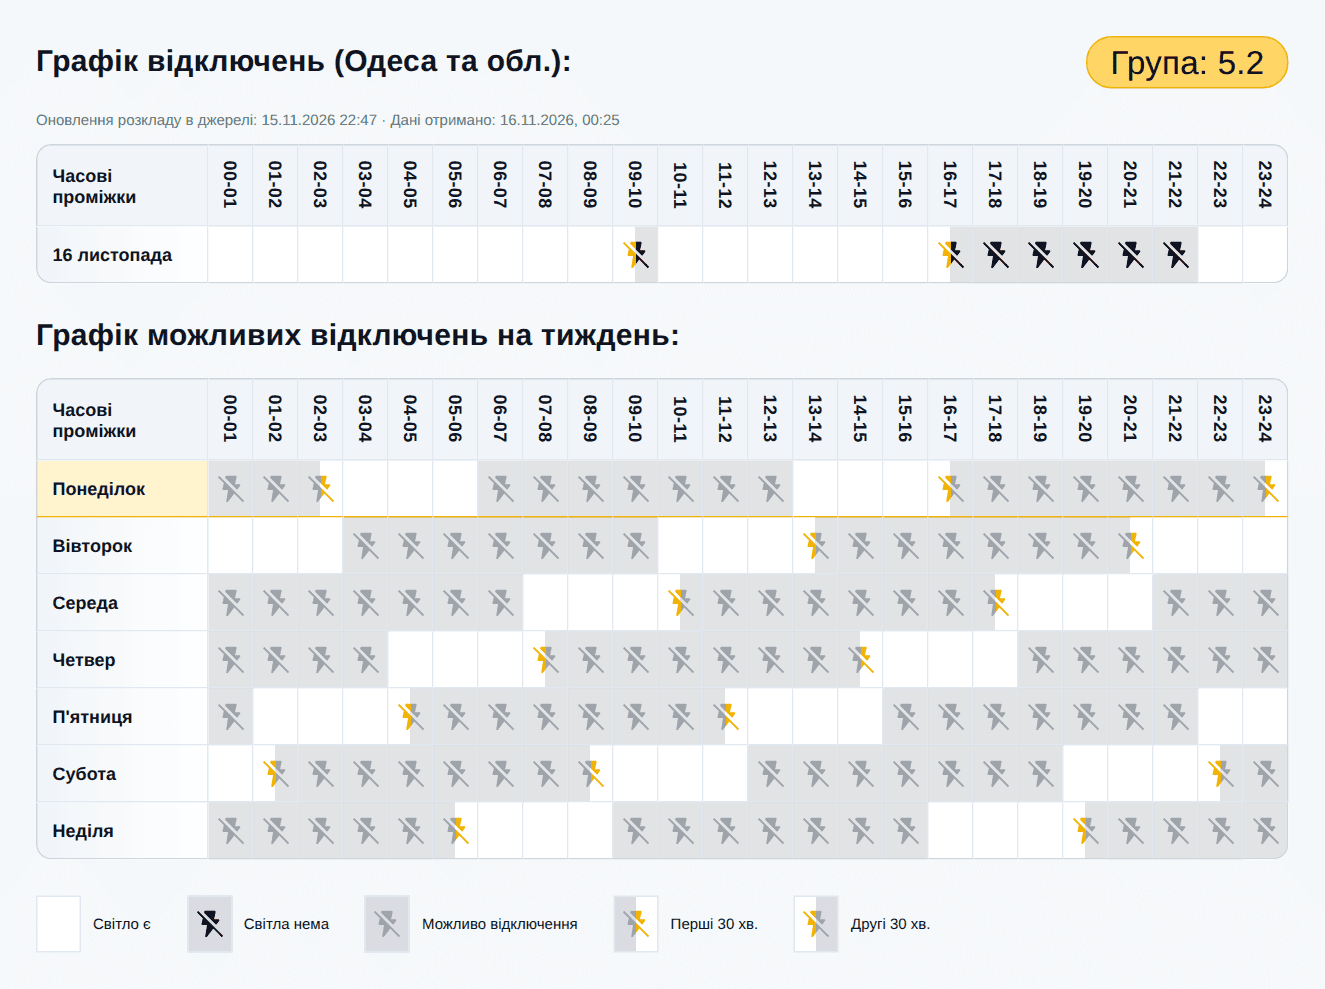 Графік відключень (Одеса та обл.):
Група: 5.2
Оновлення розкладу в джерелі: 15.11.2026 22:47 · Дані отримано: 16.11.2026, 00:25
Часові проміжки 00-01 01-02 02-03 03-04 04-05 05-06 06-07 07-08 08-09 09-10 10-11 11-12 12-13 13-14 14-15 15-16 16-17 17-18 18-19 19-20 20-21 21-22 22-23 23-24
16 листопада
Графік можливих відключень на тиждень:
Часові проміжки 00-01 01-02 02-03 03-04 04-05 05-06 06-07 07-08 08-09 09-10 10-11 11-12 12-13 13-14 14-15 15-16 16-17 17-18 18-19 19-20 20-21 21-22 22-23 23-24
Понеділок
Вівторок
Середа
Четвер
П'ятниця
Субота
Неділя
Світло є Світла нема Можливо відключення Перші 30 хв. Другі 30 хв.